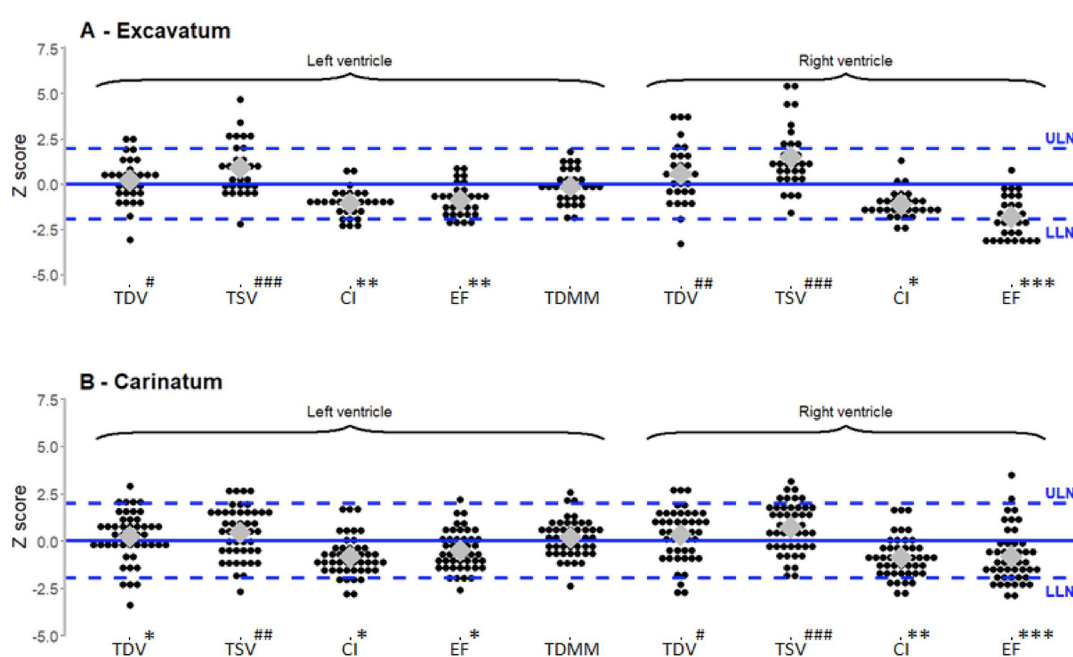 A - Excavatum
Left ventricle Right ventricle
7.5
5.0
2.5
0.0
-2.5
-5.0
Z score
ULN
LLN
TDV# TSV### CI** EF** TDMM TDV## TSV### CI* EF***
B - Carinatum
Left ventricle Right ventricle
7.5
5.0
2.5
0.0
-2.5
-5.0
Z score
ULN
LLN
TDV* TSV## CI* EF* TDMM TDV# TSV### CI** EF***